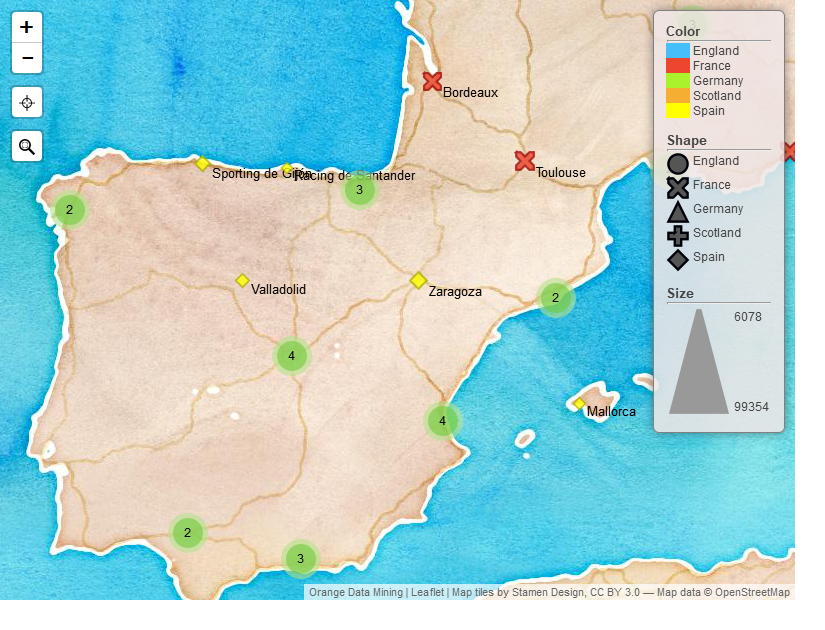 +
−
Bordeaux
Toulouse
Sporting de Gijón
Racing de Santander
3
2
Valladolid
Zaragoza
2
4
Mallorca
4
2
3
3
Color
England
France
Germany
Scotland
Spain
Shape
England
France
Germany
Scotland
Spain
Size
6078
99354
Orange Data Mining | Leaflet | Map tiles by Stamen Design, CC BY 3.0 — Map data © OpenStreetMap